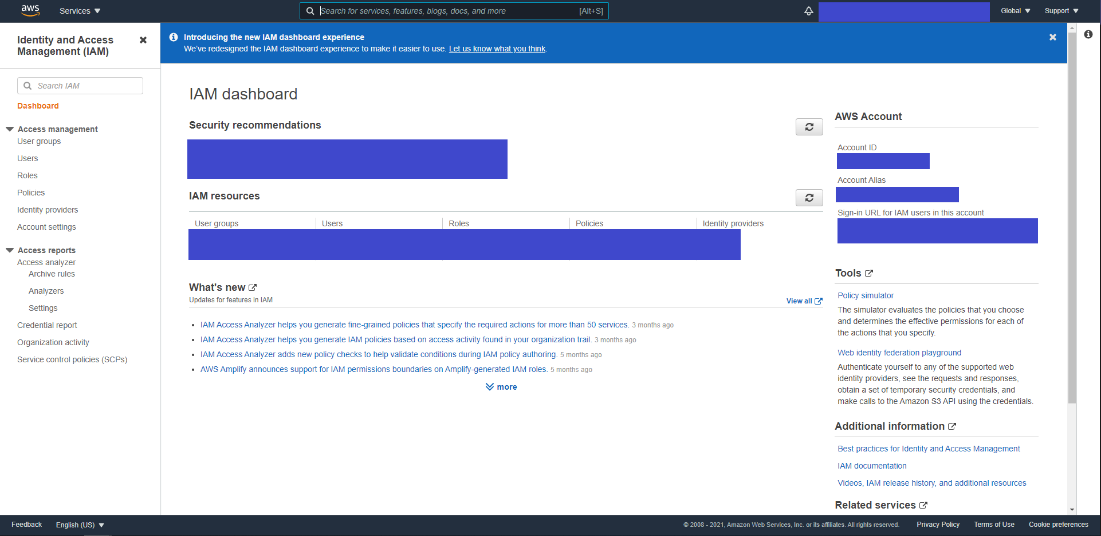 aws
Services
Search for services, features, blogs, docs, and more
[Alt+S]
Global
Support
Identity and Access
Management (IAM)
Search IAM
Dashboard
Access management
User groups
Users
Roles
Policies
Identity providers
Account settings
Access reports
Access analyzer
Archive rules
Analyzers
Settings
Credential report
Organization activity
Service control policies (SCPs)
Introducing the new IAM dashboard experience
We've redesigned the IAM dashboard experience to make it easier to use. Let us know what you think.
IAM dashboard
Security recommendations
IAM resources
User groups
Users
Roles
Policies
Identity providers
What's new
Updates for features in IAM
View all
IAM Access Analyzer helps you generate fine-grained policies that specify the required actions for more than 50 services. 3 months ago
IAM Access Analyzer helps you generate IAM policies based on access activity found in your organization trail. 3 months ago
IAM Access Analyzer adds new policy checks to help validate conditions during IAM policy authoring. 5 months ago
AWS Amplify announces support for IAM permissions boundaries on Amplify-generated IAM roles. 5 months ago
more
AWS Account
Account ID
Account Alias
Sign-in URL for IAM users in this account
Tools
Policy simulator
The simulator evaluates the policies that you choose
and determines the effective permissions for each of
the actions that you specify.
Web identity federation playground
Authenticate yourself to any of the supported web
identity providers, see the requests and responses,
obtain a set of temporary security credentials, and
make calls to the Amazon S3 API using the credentials.
Additional information
Best practices for Identity and Access Management
IAM documentation
Videos, IAM release history, and additional resources
Related services
Feedback
English (US)
© 2008 - 2021, Amazon Web Services, Inc. or its affiliates. All rights reserved.
Privacy Policy
Terms of Use
Cookie preferences